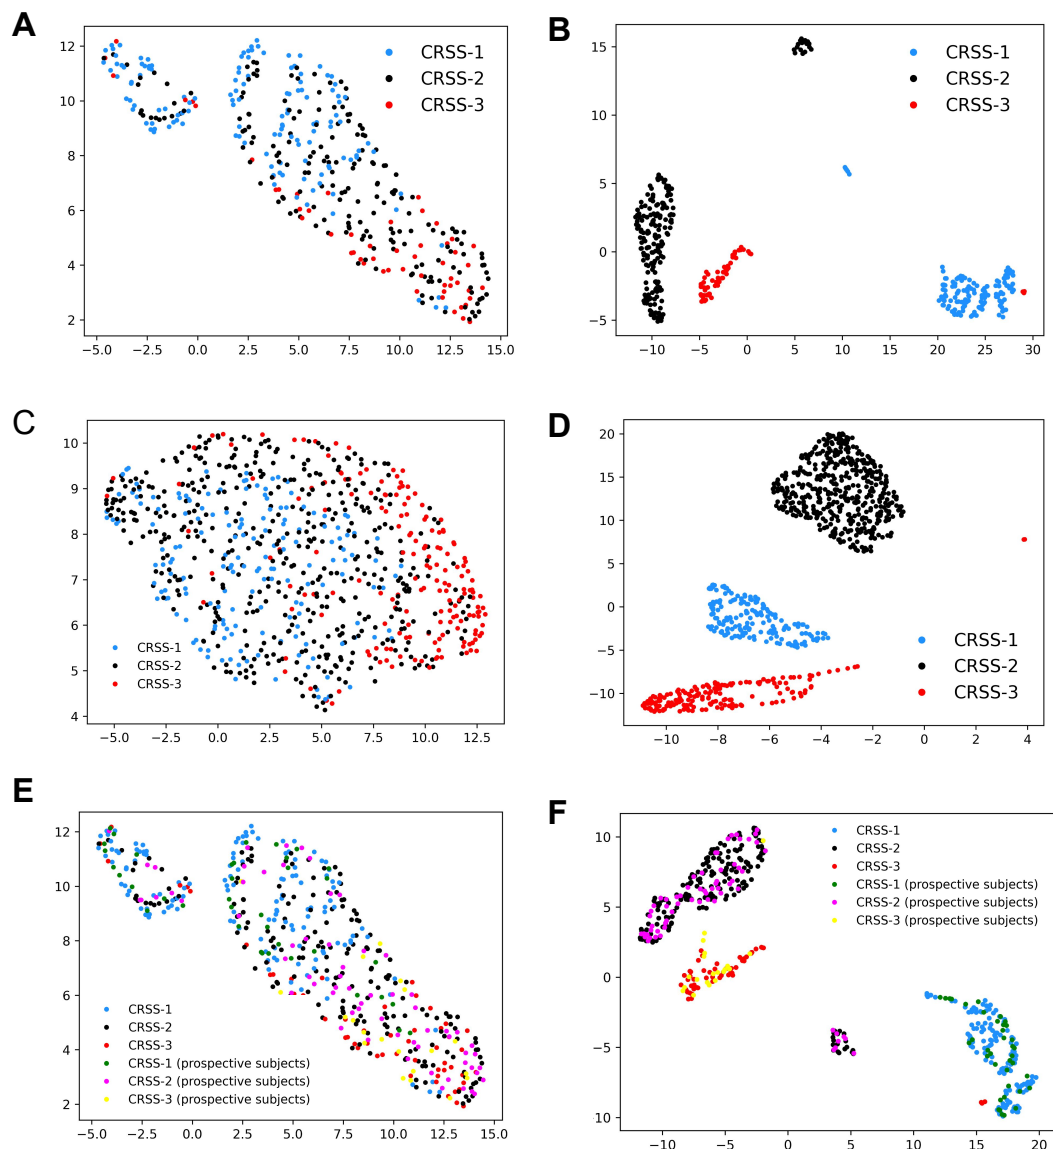 A
12
10
8
6
4
2
−5.0 −2.5 0.0 2.5 5.0 7.5 10.0 12.5 15.0
CRSS-1
CRSS-2
CRSS-3
B
15
10
5
0
−5
−10 −5 0 5 10 15 20 25 30
CRSS-1
CRSS-2
CRSS-3
C
10
9
8
7
6
5
4
−5.0 −2.5 0.0 2.5 5.0 7.5 10.0 12.5
CRSS-1
CRSS-2
CRSS-3
D
20
15
10
5
0
−5
−10
−10 −8 −6 −4 −2 0 2 4
CRSS-1
CRSS-2
CRSS-3
E
12
10
8
6
4
2
−5.0 −2.5 0.0 2.5 5.0 7.5 10.0 12.5 15.0
CRSS-1
CRSS-2
CRSS-3
CRSS-1 (prospective subjects)
CRSS-2 (prospective subjects)
CRSS-3 (prospective subjects)
F
10
5
0
−5
10
−10 −5 0 5 10 15 20
CRSS-1
CRSS-2
CRSS-3
CRSS-1 (prospective subjects)
CRSS-2 (prospective subjects)
CRSS-3 (prospective subjects)